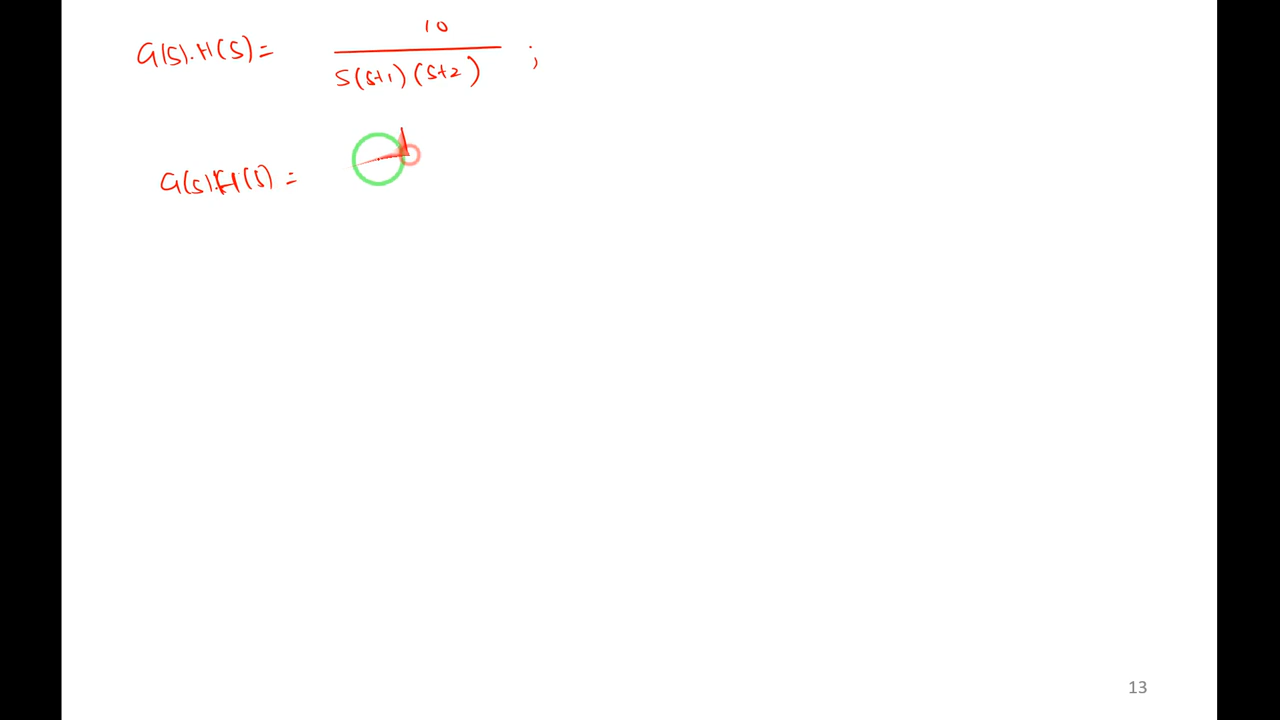 G(s).H(s) = 10 / s(s+1)(s+2) ;
G(s).H(s) =
13